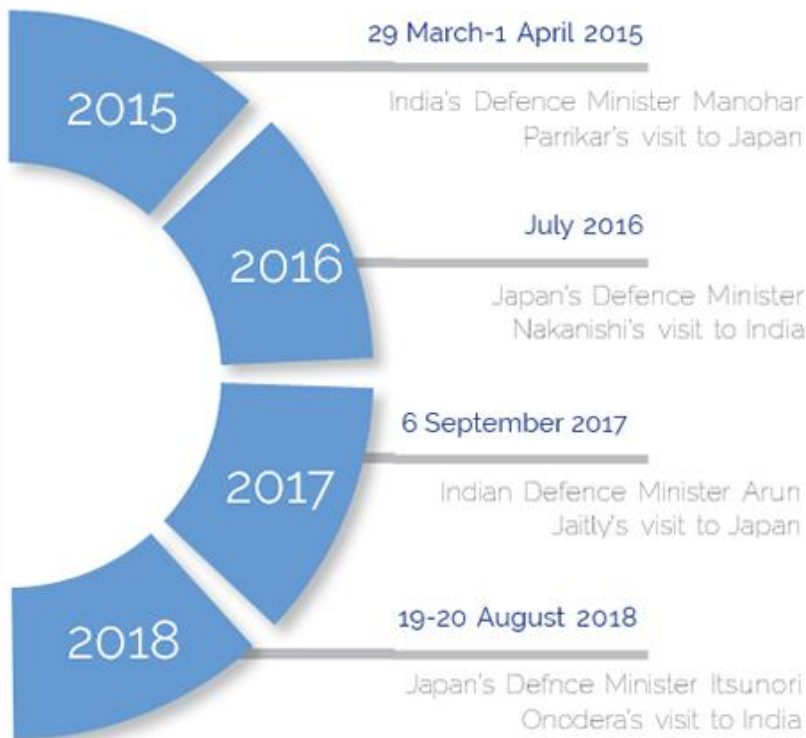 2015
29 March-1 April 2015
India's Defence Minister Manohar
Parrikar's visit to Japan
2016
July 2016
Japan's Defence Minister
Nakanishi's visit to India
2017
6 September 2017
Indian Defence Minister Arun
Jaitly's visit to Japan
2018
19-20 August 2018
Japan's Defnce Minister Itsunori
Onodera's visit to India